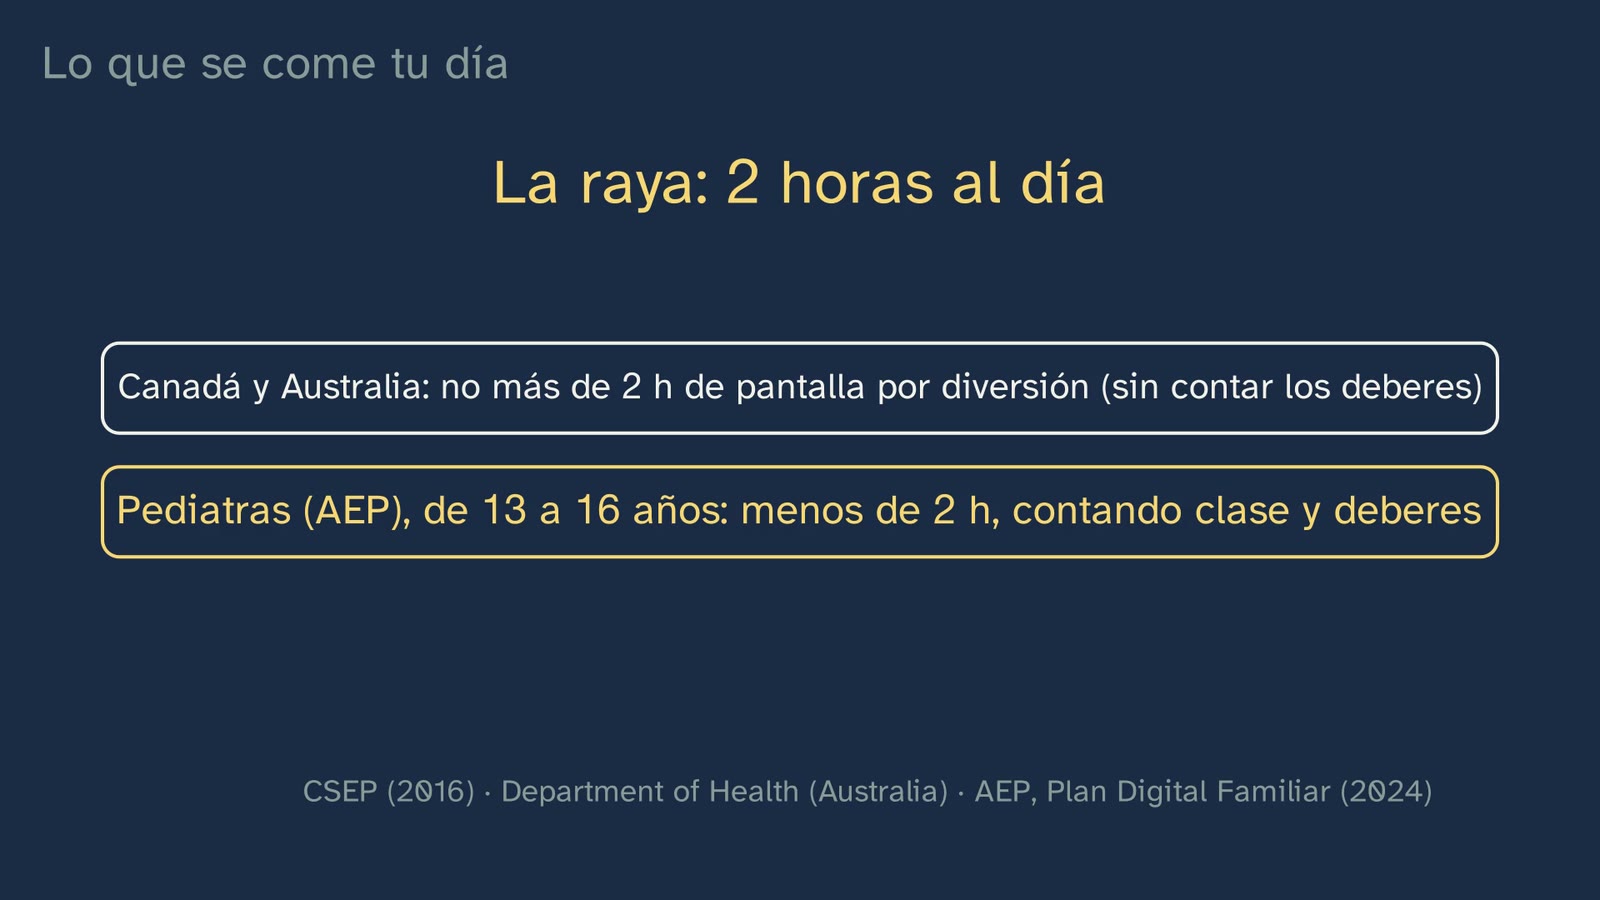 Lo que se come tu día
La raya: 2 horas al día
Canadá y Australia: no más de 2 h de pantalla por diversión (sin contar los deberes)
Pediatras (AEP), de 13 a 16 años: menos de 2 h, contando clase y deberes
CSEP (2016) · Department of Health (Australia) · AEP, Plan Digital Familiar (2024)